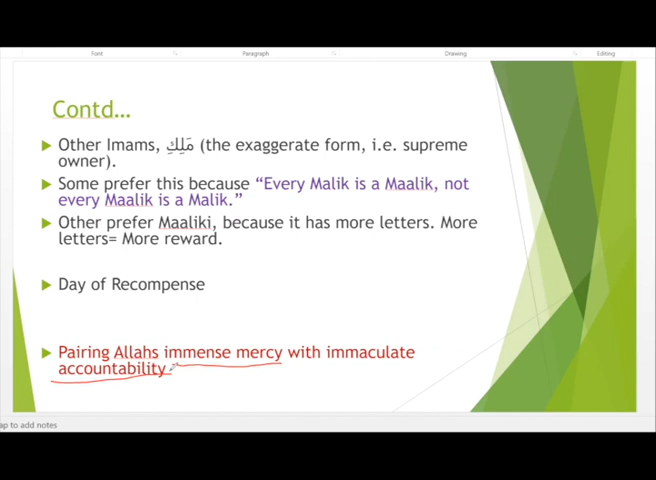 Font Paragraph Drawing Editing
Contd...
Other Imams, مَلِكِ (the exaggerate form, i.e. supreme
owner).
Some prefer this because “Every Malik is a Maalik, not
every Maalik is a Malik.”
Other prefer Maaliki, because it has more letters. More
letters= More reward.
Day of Recompense
Pairing Allahs immense mercy with immaculate
accountability
ap to add notes